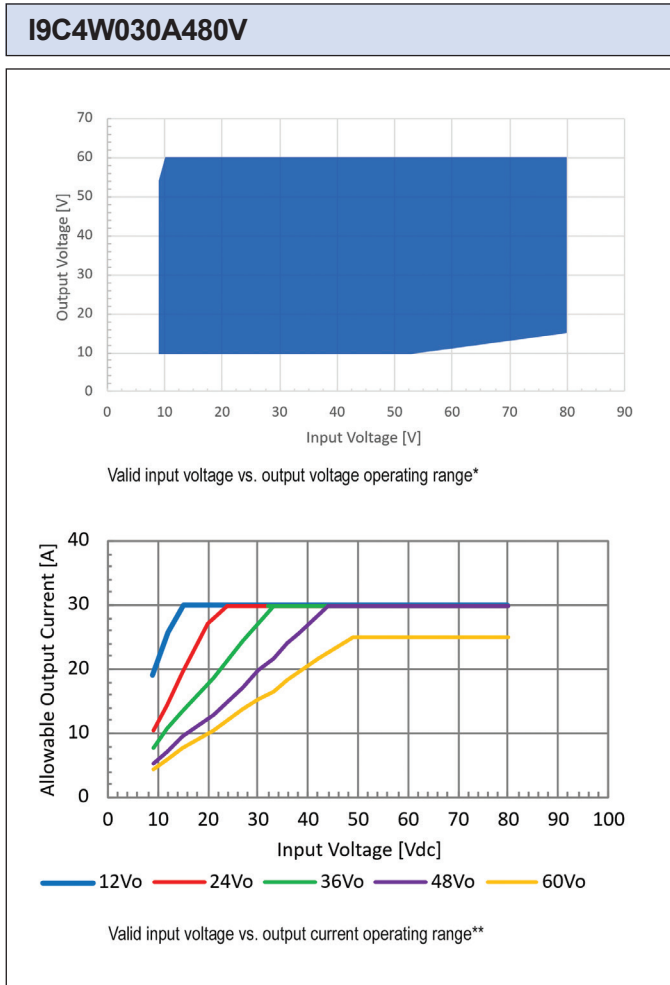 I9C4W030A480V
Output Voltage [V]
70
60
50
40
30
20
10
0
0 10 20 30 40 50 60 70 80 90
Input Voltage [V]
Valid input voltage vs. output voltage operating range*
Allowable Output Current [A]
40
30
20
10
0
0 10 20 30 40 50 60 70 80 90 100
Input Voltage [Vdc]
12Vo 24Vo 36Vo 48Vo 60Vo
Valid input voltage vs. output current operating range**